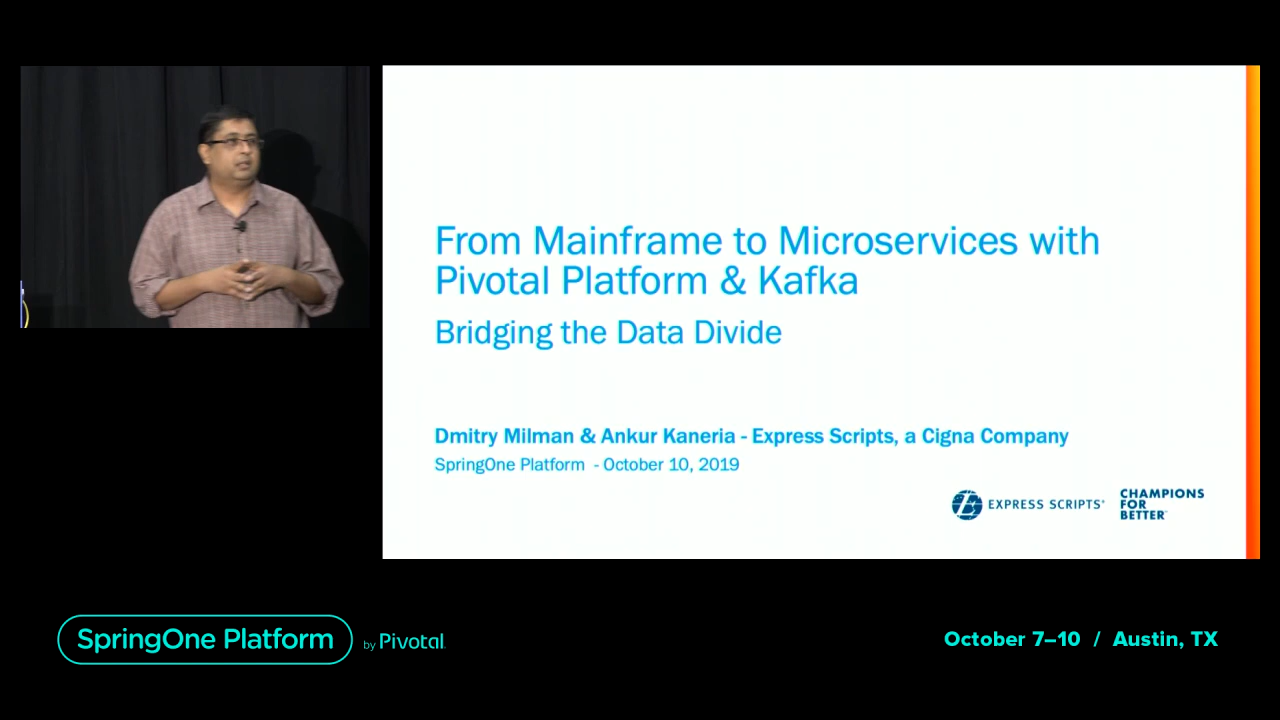 From Mainframe to Microservices with
Pivotal Platform & Kafka
Bridging the Data Divide
Dmitry Milman & Ankur Kaneria - Express Scripts, a Cigna Company
SpringOne Platform - October 10, 2019
EXPRESS SCRIPTS
CHAMPIONS
FOR
BETTER
SpringOne Platform by Pivotal
October 7–10 / Austin, TX